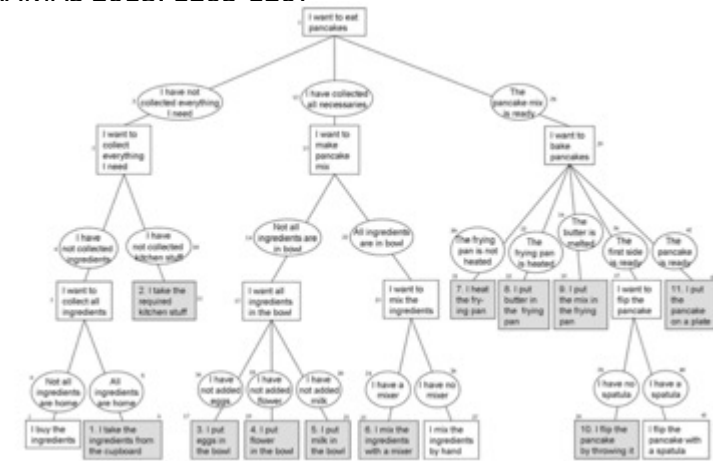 I want to eat
pancakes
I have not
collected everything
I need
I have collected
all necessaries
The
pancake mix
is ready
I want to
collect
everything
I need
I want to
make
pancake
mix
I want to
bake
pancakes
I have
not collected
ingredients
I have
not collected
kitchen stuff
Not all
ingredients are
in bowl
All ingredients
are in bowl
The frying
pan is not
heated
The
frying pan
is heated
The
butter is
melted
The
first side
is ready
The
pancake
is ready
I want to
collect all
ingredients
2. I take the
required
kitchen stuff
I want all
ingredients
in the bowl
I want to
mix the
ingredients
7. I heat
the fry-
ing pan
8. I put
butter in
the frying
pan
9. I put
the mix in
the frying
pan
I want to
flip the
pancake
11. I put
the
pancake
on a plate
Not all
ingredients
are home
All
ingredients
are home
I have
not added
eggs
I have
not added
flower
I have
not added
milk
I have a
mixer
I have no
mixer
I have no
spatula
I have a
spatula
I buy the
ingredients
1. I take the
ingredients from
the cupboard
3. I put
eggs in
the bowl
4. I put
flower
in the bowl
5. I put
milk in
the bowl
6. I mix the
ingredients
with a mixer
I mix the
ingredients
by hand
10. I flip the
pancake
by throwing it
I flip the
pancake with
a spatula